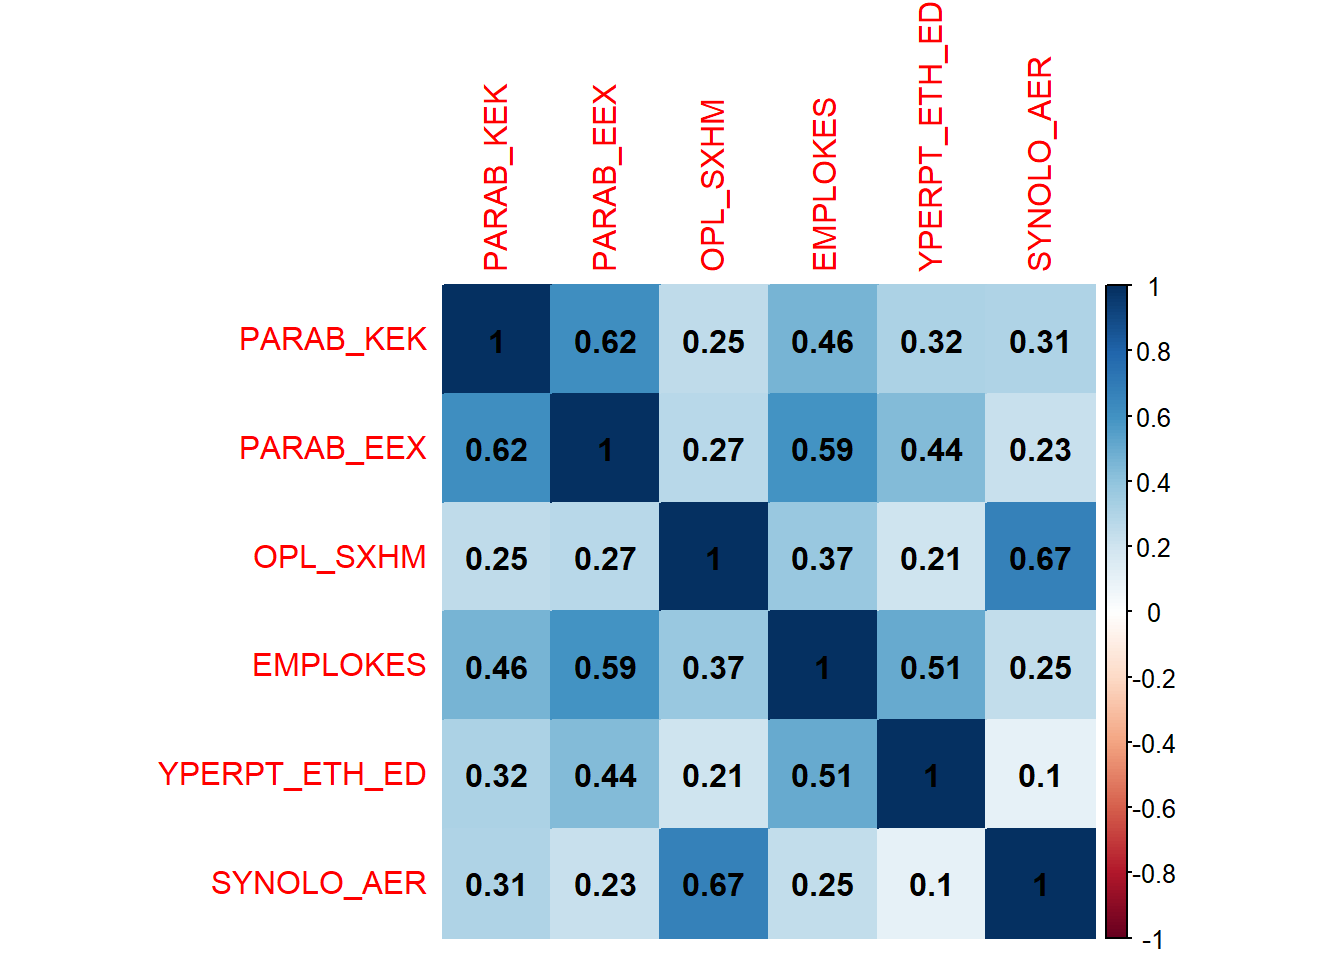 PARAB_KEK PARAB_EEX OPL_SXHM EMPLOKES YPERPT_ETH_ED SYNOLO_AER
PARAB_KEK 1 0.62 0.25 0.46 0.32 0.31
PARAB_EEX 0.62 1 0.27 0.59 0.44 0.23
OPL_SXHM 0.25 0.27 1 0.37 0.21 0.67
EMPLOKES 0.46 0.59 0.37 1 0.51 0.25
YPERPT_ETH_ED 0.32 0.44 0.21 0.51 1 0.1
SYNOLO_AER 0.31 0.23 0.67 0.25 0.1 1
1
0.8
0.6
0.4
0.2
0
-0.2
-0.4
-0.6
-0.8
-1